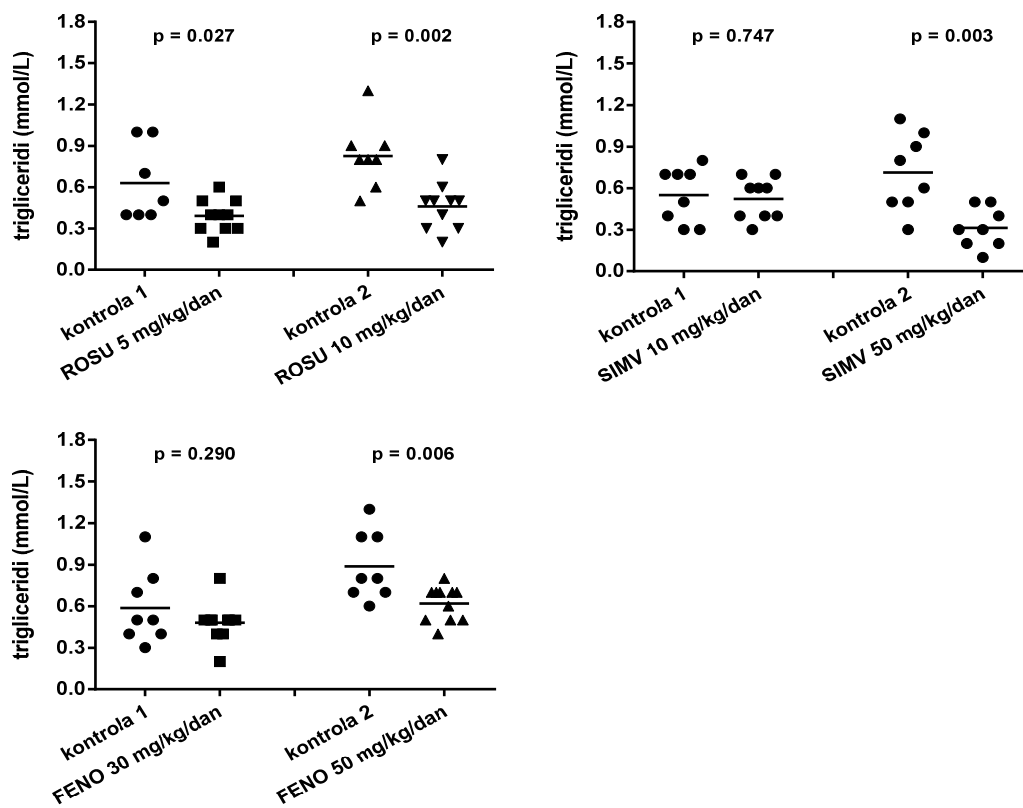 p = 0.027
p = 0.002
trigliceridi (mmol/L)
1.8
1.5
1.2
0.9
0.6
0.3
0.0
kontrola 1
ROSU 5 mg/kg/dan
kontrola 2
ROSU 10 mg/kg/dan
p = 0.747
p = 0.003
trigliceridi (mmol/L)
1.8
1.5
1.2
0.9
0.6
0.3
0.0
kontrola 1
SIMV 10 mg/kg/dan
kontrola 2
SIMV 50 mg/kg/dan
p = 0.290
p = 0.006
trigliceridi (mmol/L)
1.8
1.5
1.2
0.9
0.6
0.3
0.0
kontrola 1
FENO 30 mg/kg/dan
kontrola 2
FENO 50 mg/kg/dan